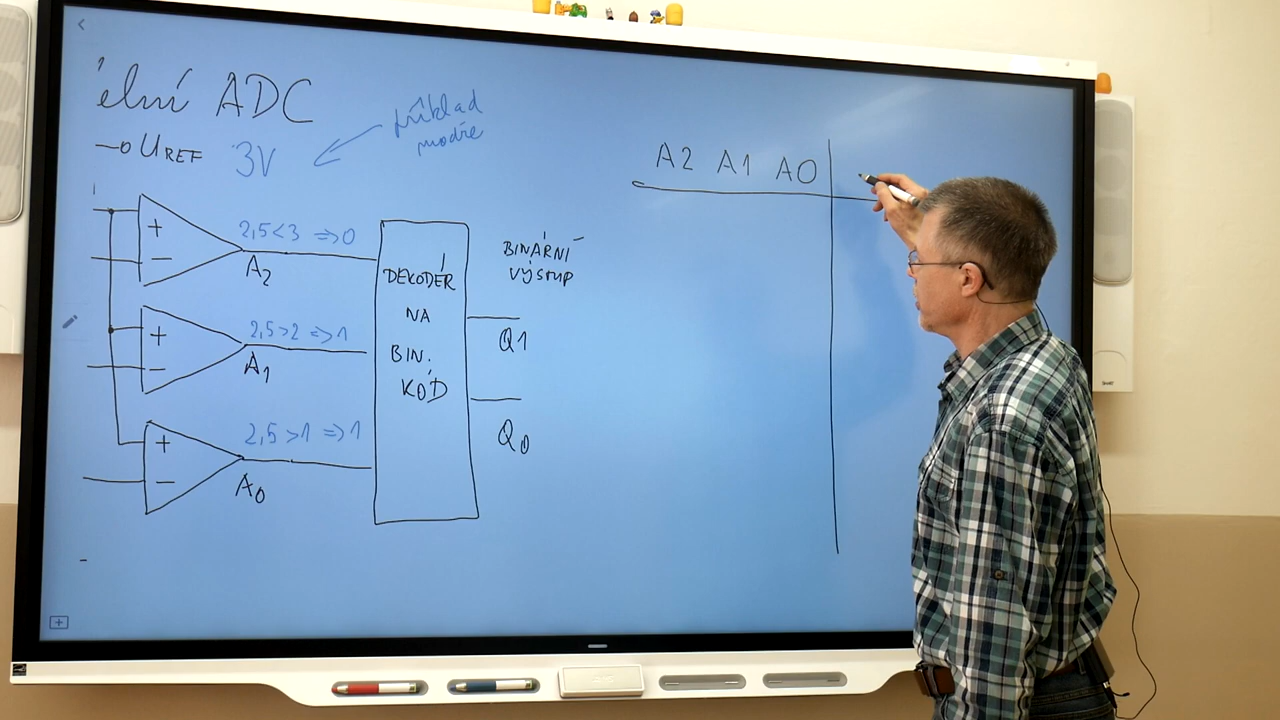 elní ADC
UREF 3V
příklad
modře
+
2,5<3 => 0
−
A2
+
2,5>2 => 1
−
A1
+
2,5>1 => 1
−
A0
DEKODÉR
NA
BIN.
KÓD
BINÁRNÍ
VÝSTUP
Q1
Q0
A2 A1 A0